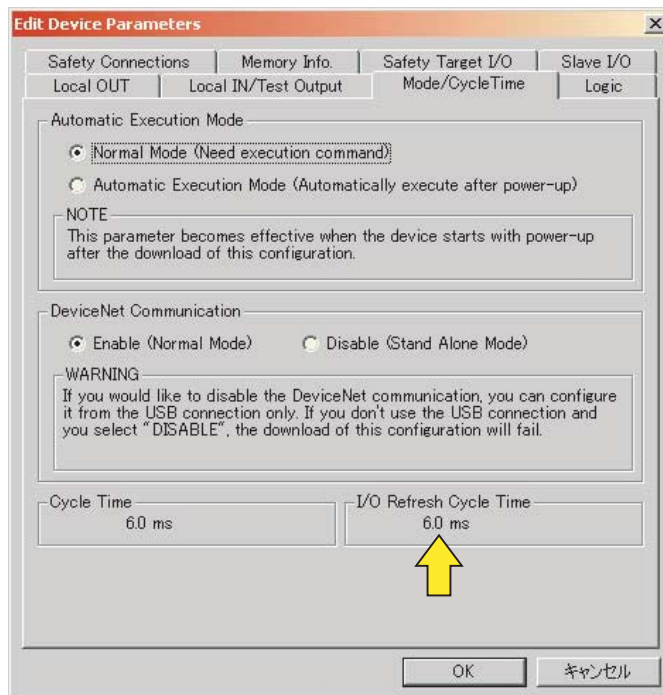 Edit Device Parameters
Safety Connections
Memory Info.
Safety Target I/O
Slave I/O
Local OUT
Local IN/Test Output
Mode/CycleTime
Logic
Automatic Execution Mode
Normal Mode (Need execution command)
Automatic Execution Mode (Automatically execute after power-up)
NOTE
This parameter becomes effective when the device starts with power-up
after the download of this configuration.
DeviceNet Communication
Enable (Normal Mode)
Disable (Stand Alone Mode)
WARNING
If you would like to disable the DeviceNet communication, you can configure
it from the USB connection only. If you don't use the USB connection and
you select "DISABLE", the download of this configuration will fail.
Cycle Time
6.0 ms
I/O Refresh Cycle Time
6.0 ms
OK
キャンセル